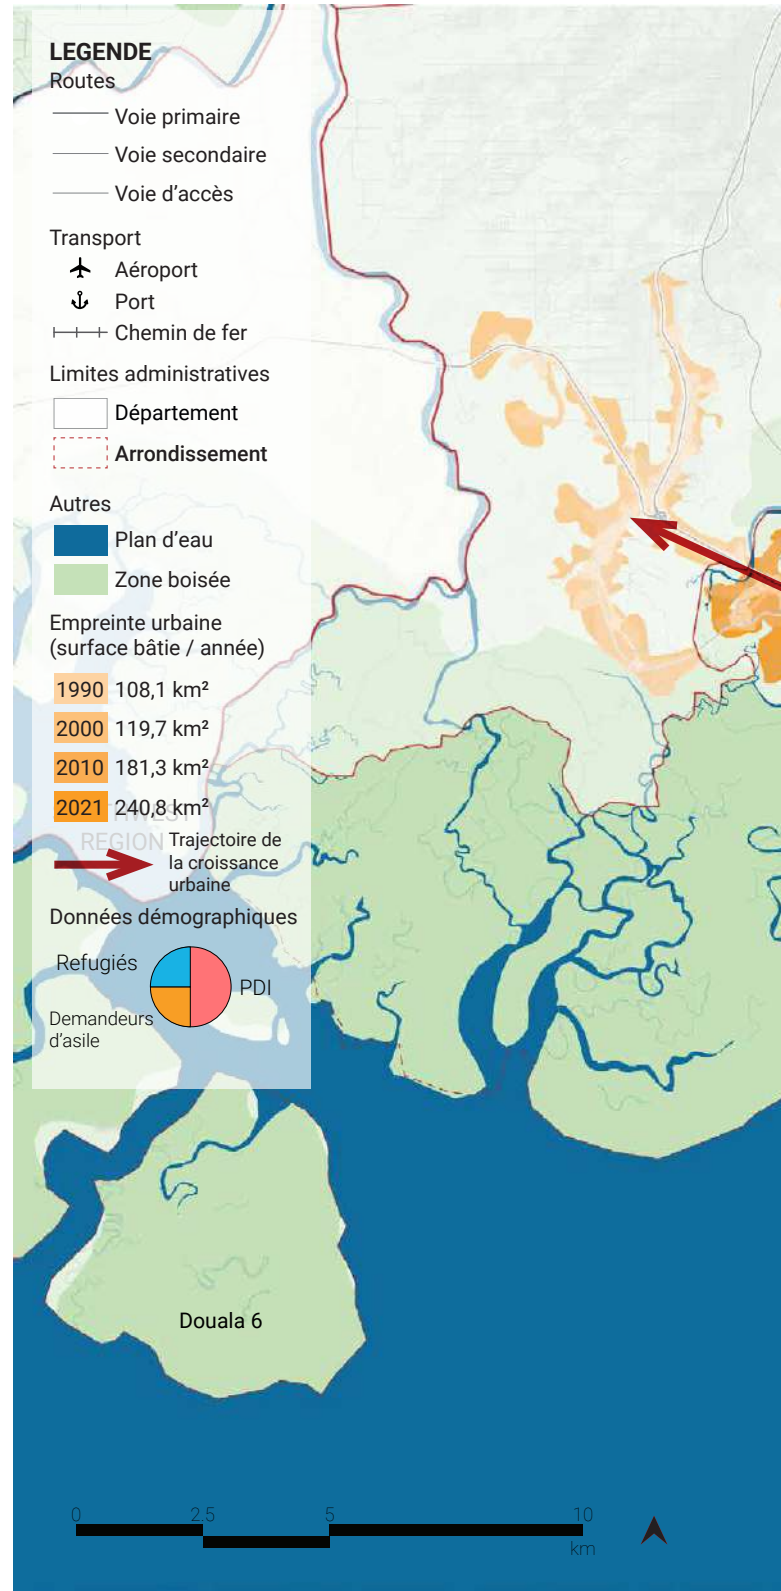 LEGENDE
Routes
Voie primaire
Voie secondaire
Voie d'accès
Transport
Aéroport
Port
Chemin de fer
Limites administratives
Département
Arrondissement
Autres
Plan d'eau
Zone boisée
Empreinte urbaine
(surface bâtie / année)
1990 108,1 km²
2000 119,7 km²
2010 181,3 km²
2021 240,8 km²
REGION
Trajectoire de
la croissance
urbaine
Données démographiques
Refugiés
PDI
Demandeurs
d'asile
Douala 6
0 2.5 5 10
km